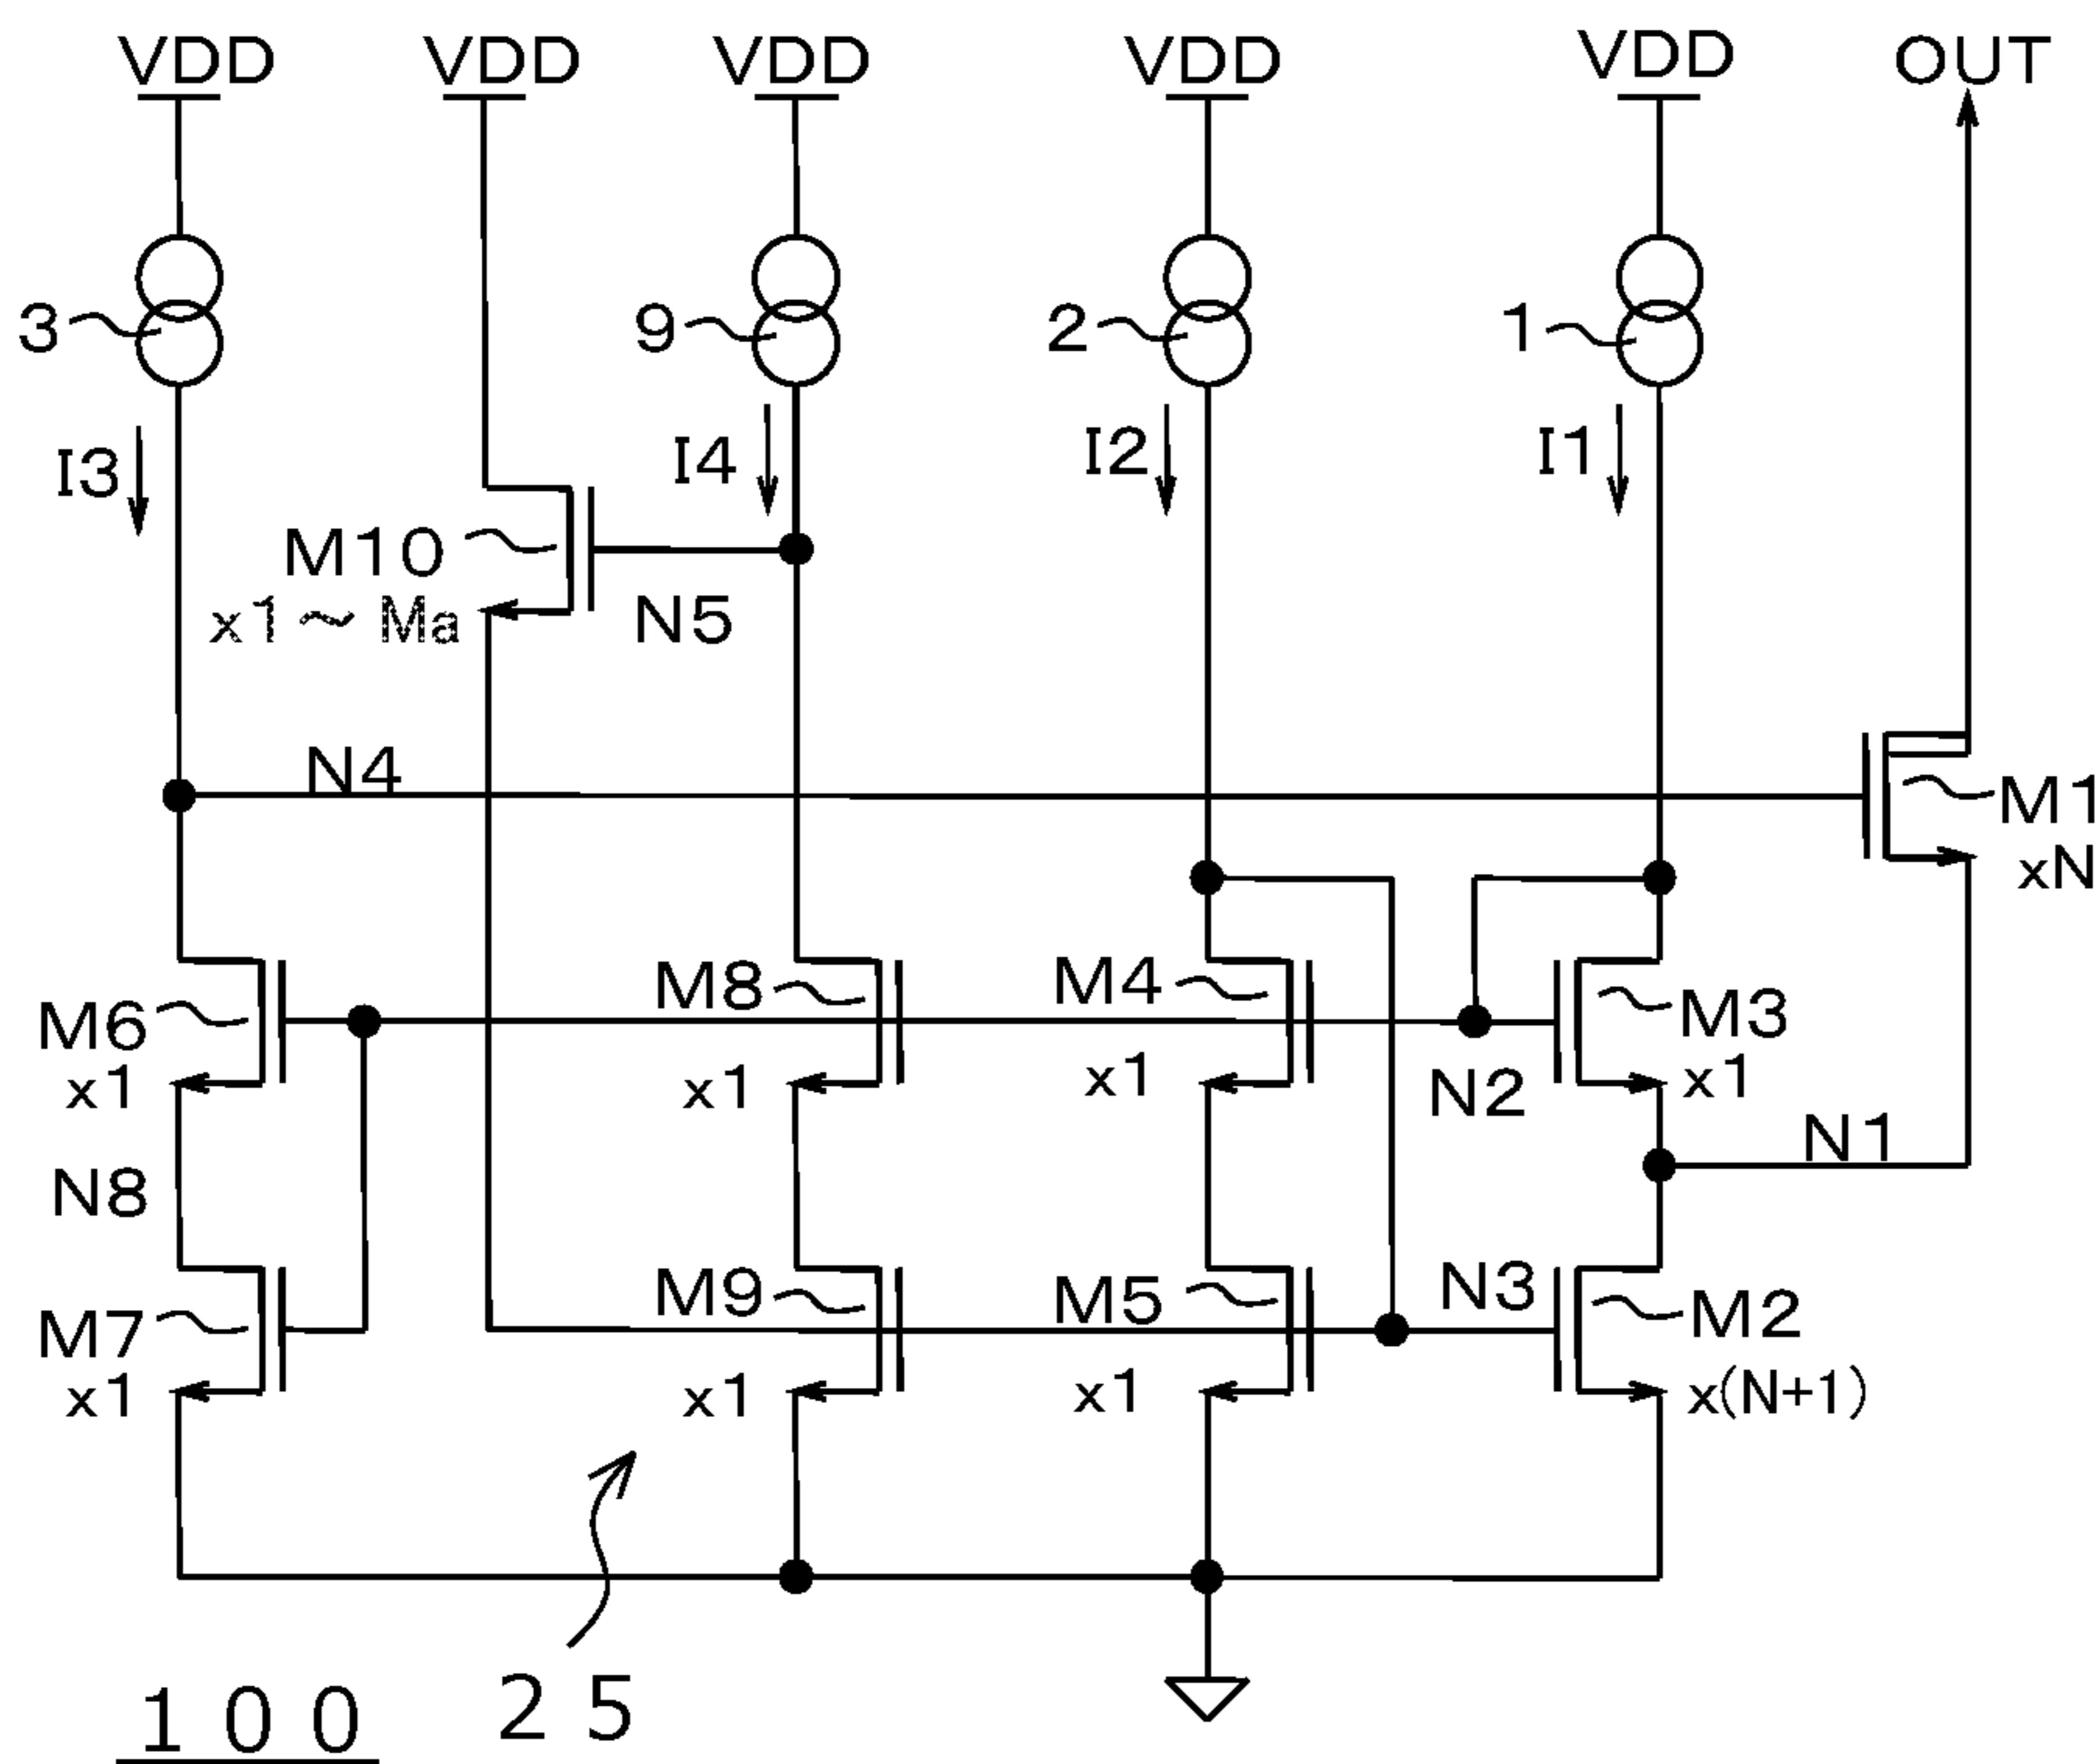 VDD VDD VDD VDD VDD OUT
3 9 2 1
I3 I4 I2 I1
M10
x1～Ma N5
N4
M1
xN
M6 M8 M4 M3
x1 x1 x1 N2 x1
N1
N8
M7 M9 M5 N3 M2
x1 x1 x1 x(N+1)
100 25